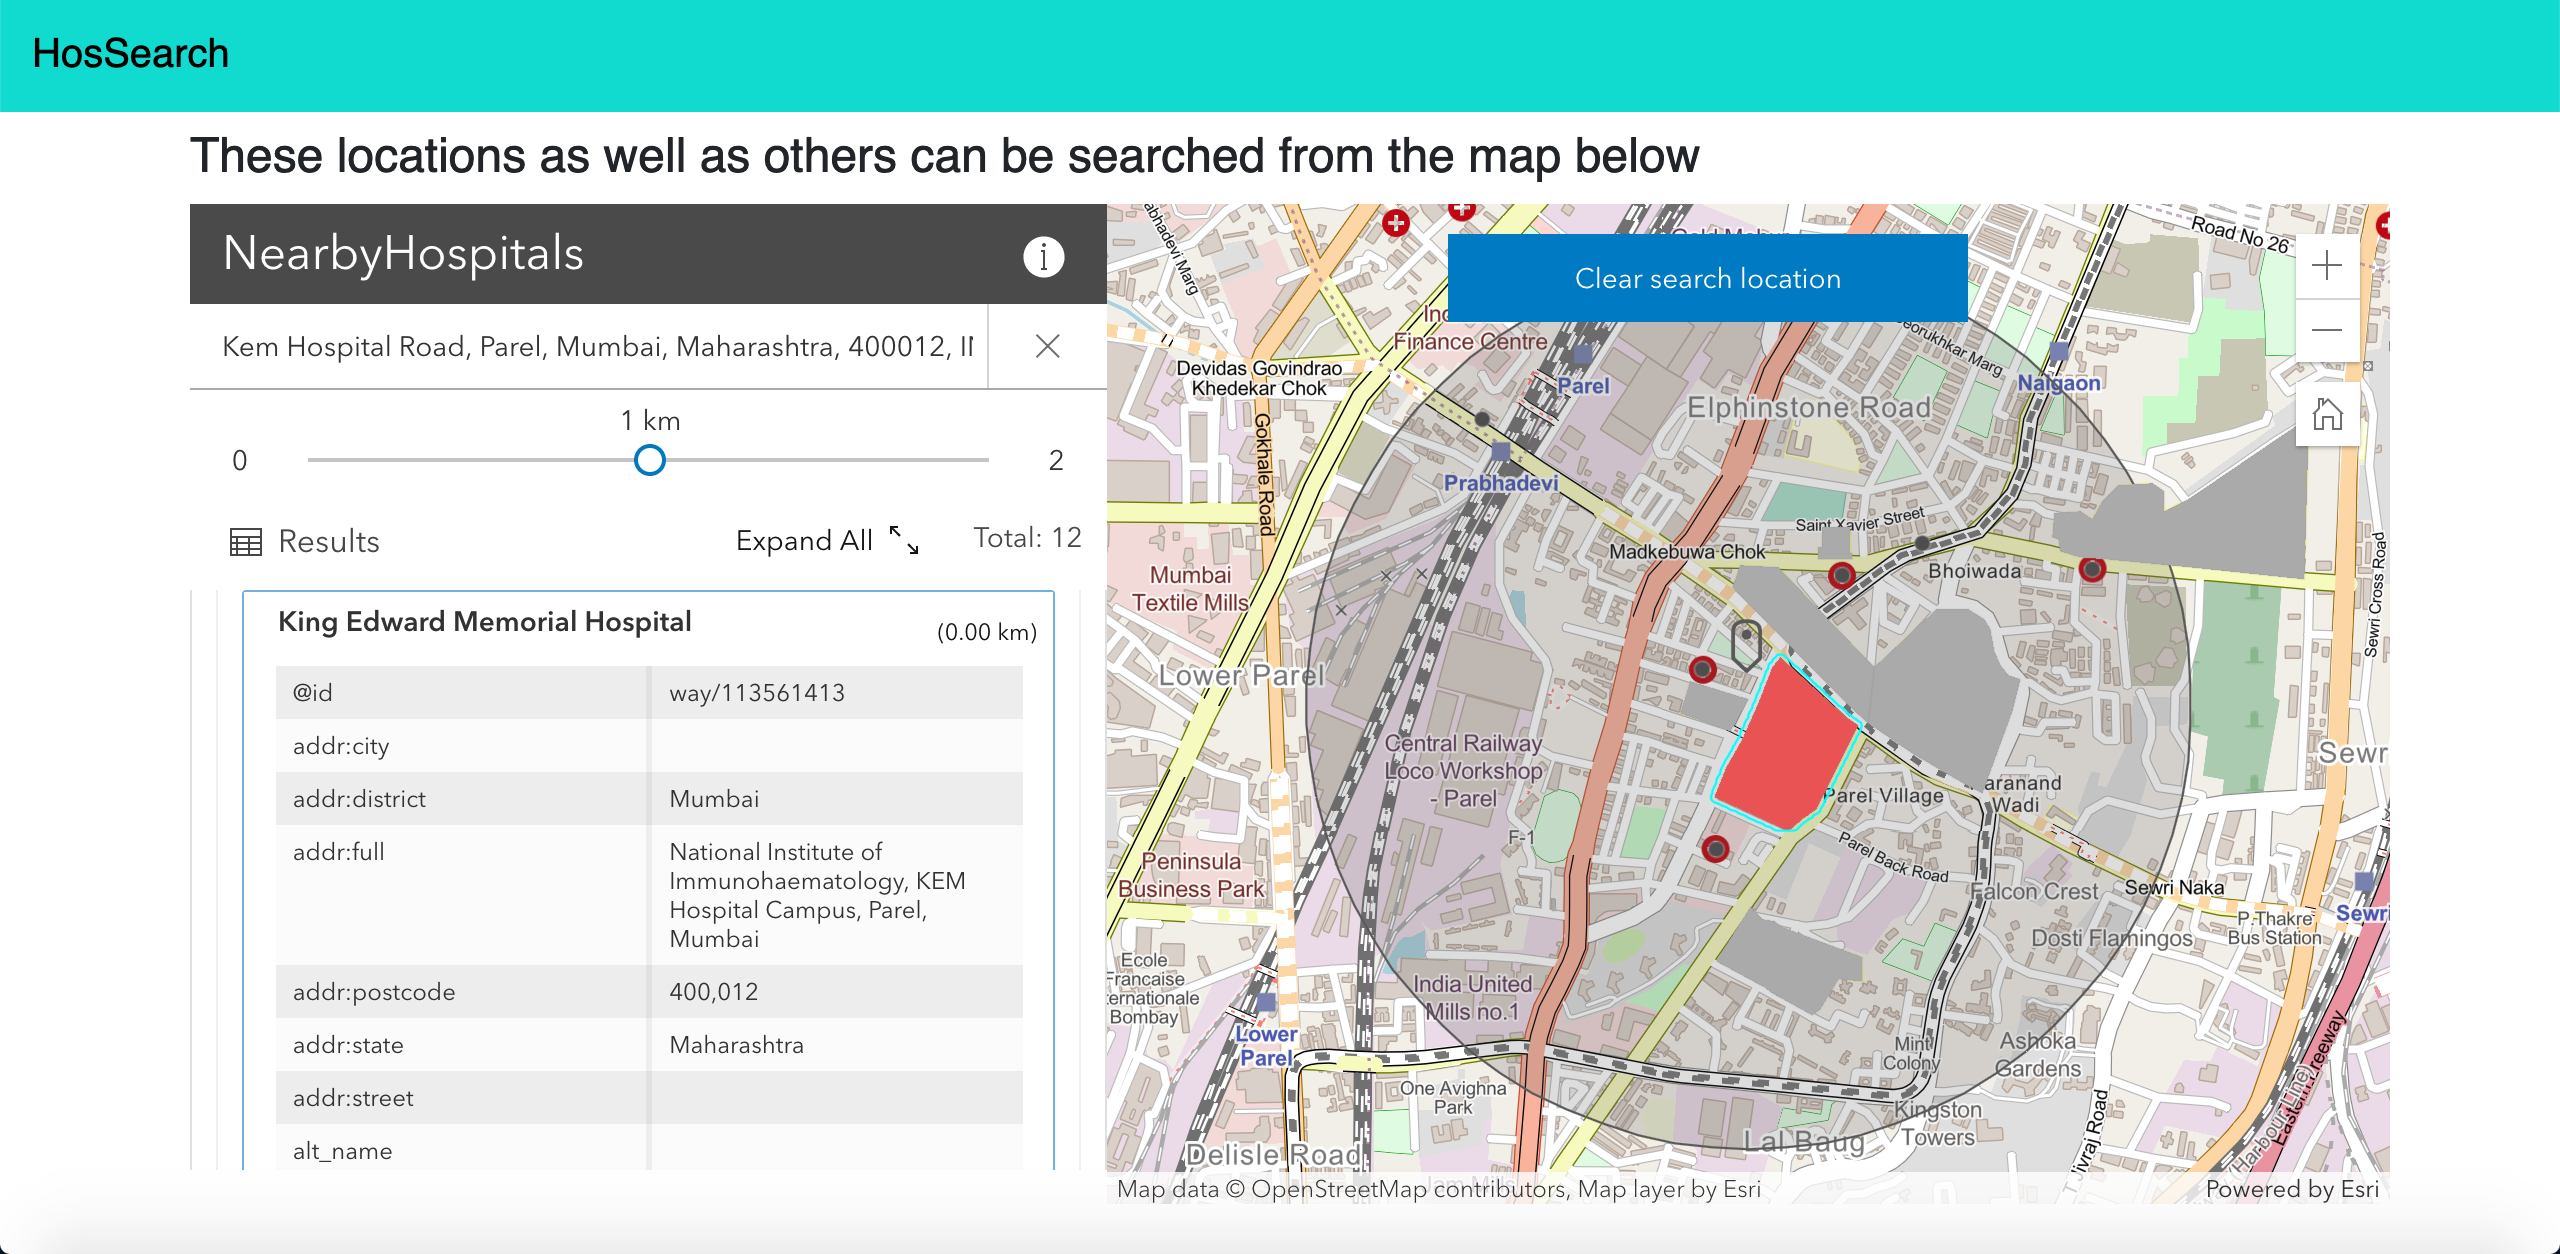 HosSearch
These locations as well as others can be searched from the map below
NearbyHospitals
Kem Hospital Road, Parel, Mumbai, Maharashtra, 400012, I
1 km
0
2
Results
Expand All
Total: 12
King Edward Memorial Hospital
(0.00 km)
@id way/113561413
addr:city
addr:district Mumbai
addr:full National Institute of
Immunohaematology, KEM
Hospital Campus, Parel,
Mumbai
addr:postcode 400,012
addr:state Maharashtra
addr:street
alt_name
Clear search location
Road No 26
Finance Centre
Devidas Govindrao
Khedekar Chok
Parel
Naigaon
Elphinstone Road
Gokhale Road
Prabhadevi
Saint Xavier Street
Madkebuwa Chok
Bhoiwada
Mumbai
Textile Mills
Sewri Cross Road
Lower Parel
Central Railway
Loco Workshop
- Parel
Sewr
Parel Village
aranand
Wadi
F-1
Parel Back Road
Peninsula
Business Park
Falcon Crest
Sewri Naka
P Thakre
Bus Station
Sewri
Dosti Flamingos
Ecole
Francaise
ernationale
Bombay
India United
Mills no.1
Lower
Parel
Mint
Colony
Ashoka
Gardens
One Avighna
Park
Kingston
Towers
Lal Baug
Delisle Road
Eastern Freeway
(Harbour Line)
Map data © OpenStreetMap contributors, Map layer by Esri
Powered by Esri